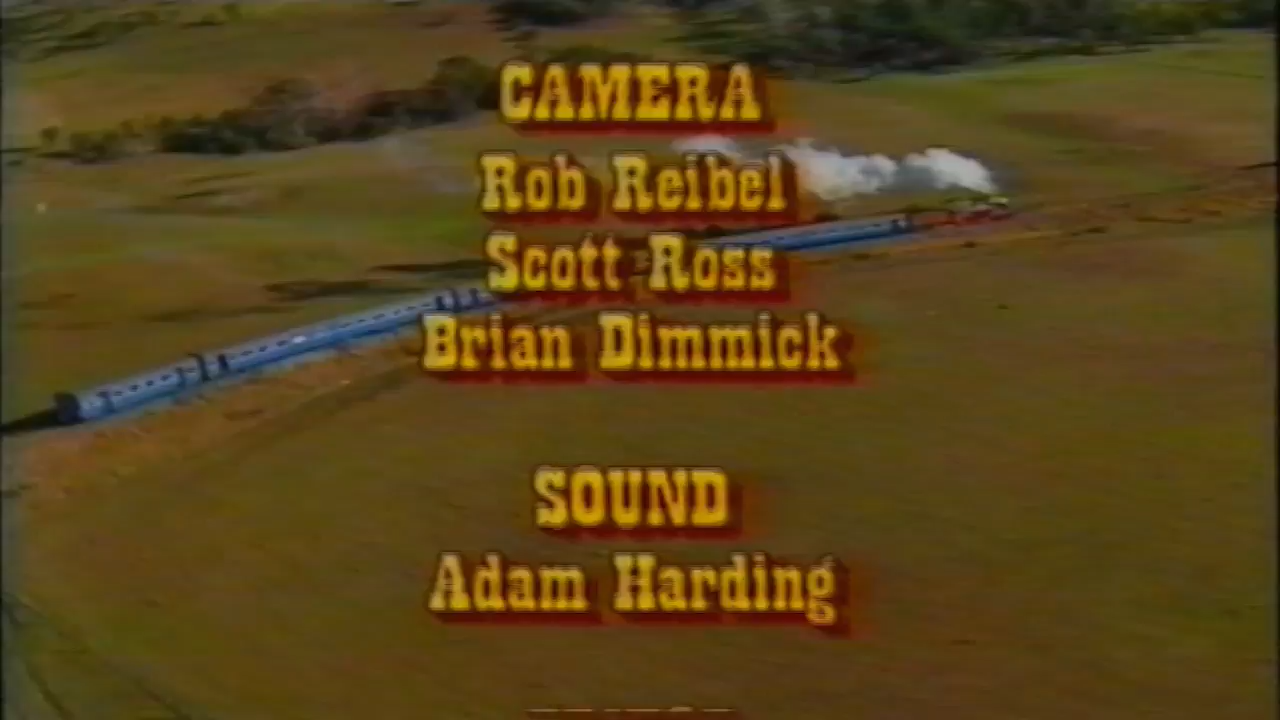 CAMERA
Rob Reibel
Scott Ross
Brian Dimmick
SOUND
Adam Harding